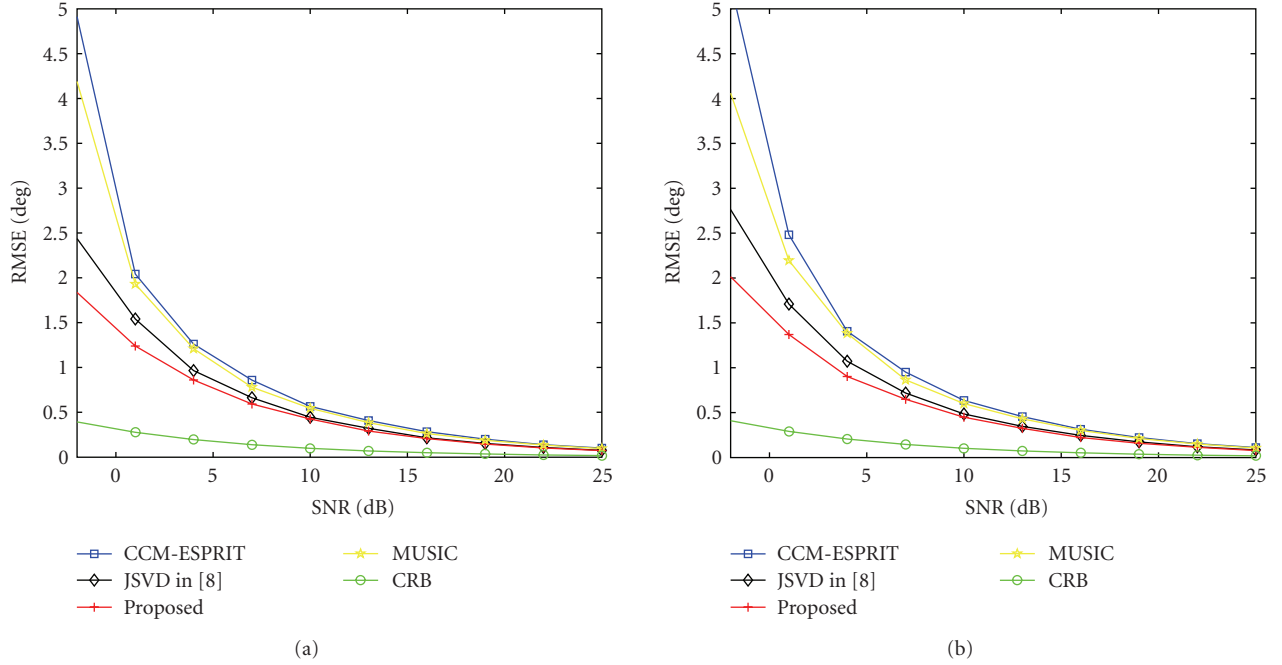 5
4.5
4
3.5
3
2.5
2
1.5
1
0.5
0
RMSE (deg)
0 5 10 15 20 25
SNR (dB)
CCM-ESPRIT
JSVD in [8]
Proposed
MUSIC
CRB
(a)
5
4.5
4
3.5
3
2.5
2
1.5
1
0.5
0
RMSE (deg)
0 5 10 15 20 25
SNR (dB)
CCM-ESPRIT
JSVD in [8]
Proposed
MUSIC
CRB
(b)